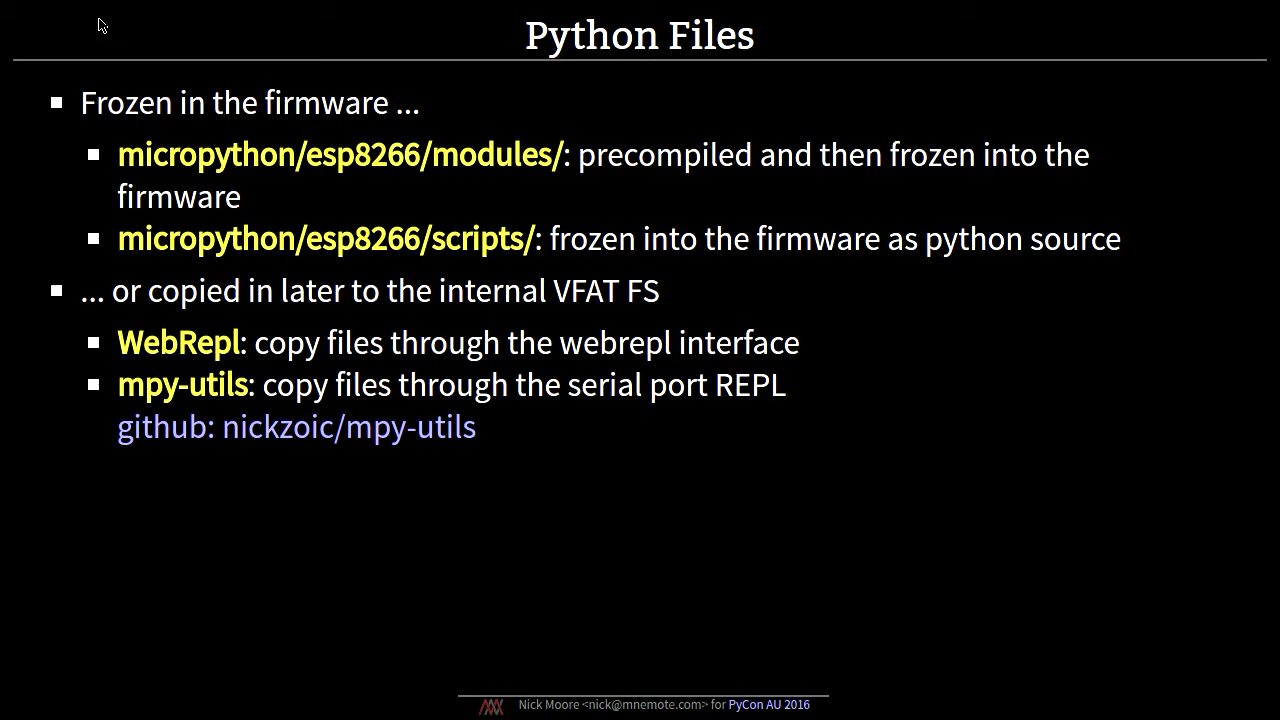 Python Files
Frozen in the firmware ...
micropython/esp8266/modules/: precompiled and then frozen into the
firmware
micropython/esp8266/scripts/: frozen into the firmware as python source
... or copied in later to the internal VFAT FS
WebRepl: copy files through the webrepl interface
mpy-utils: copy files through the serial port REPL
github: nickzoic/mpy-utils
Nick Moore <nick@mnemote.com> for PyCon AU 2016